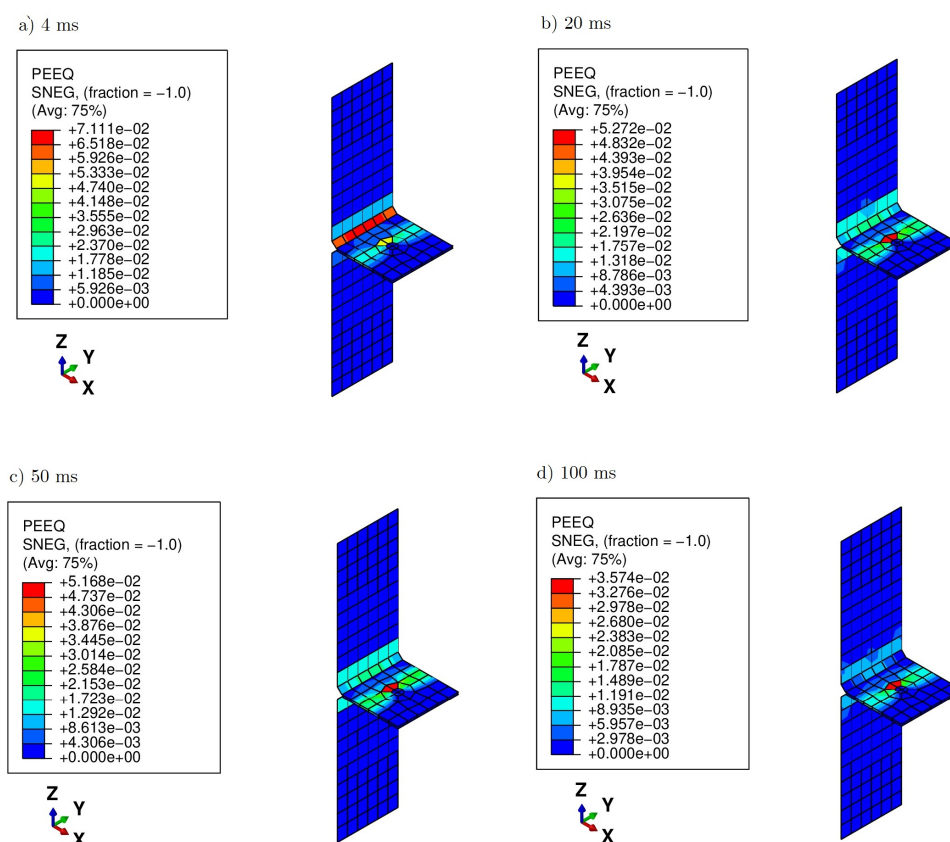 a) 4 ms
PEEQ
SNEG, (fraction = −1.0)
(Avg: 75%)
+7.111e−02
+6.518e−02
+5.926e−02
+5.333e−02
+4.740e−02
+4.148e−02
+3.555e−02
+2.963e−02
+2.370e−02
+1.778e−02
+1.185e−02
+5.926e−03
+0.000e+00
Z
Y
X
b) 20 ms
PEEQ
SNEG, (fraction = −1.0)
(Avg: 75%)
+5.272e−02
+4.832e−02
+4.393e−02
+3.954e−02
+3.515e−02
+3.075e−02
+2.636e−02
+2.197e−02
+1.757e−02
+1.318e−02
+8.786e−03
+4.393e−03
+0.000e+00
Z
Y
X
c) 50 ms
PEEQ
SNEG, (fraction = −1.0)
(Avg: 75%)
+5.168e−02
+4.737e−02
+4.306e−02
+3.876e−02
+3.445e−02
+3.014e−02
+2.584e−02
+2.153e−02
+1.723e−02
+1.292e−02
+8.613e−03
+4.306e−03
+0.000e+00
Z
Y
X
d) 100 ms
PEEQ
SNEG, (fraction = −1.0)
(Avg: 75%)
+3.574e−02
+3.276e−02
+2.978e−02
+2.680e−02
+2.383e−02
+2.085e−02
+1.787e−02
+1.489e−02
+1.191e−02
+8.935e−03
+5.957e−03
+2.978e−03
+0.000e+00
Z
Y
X